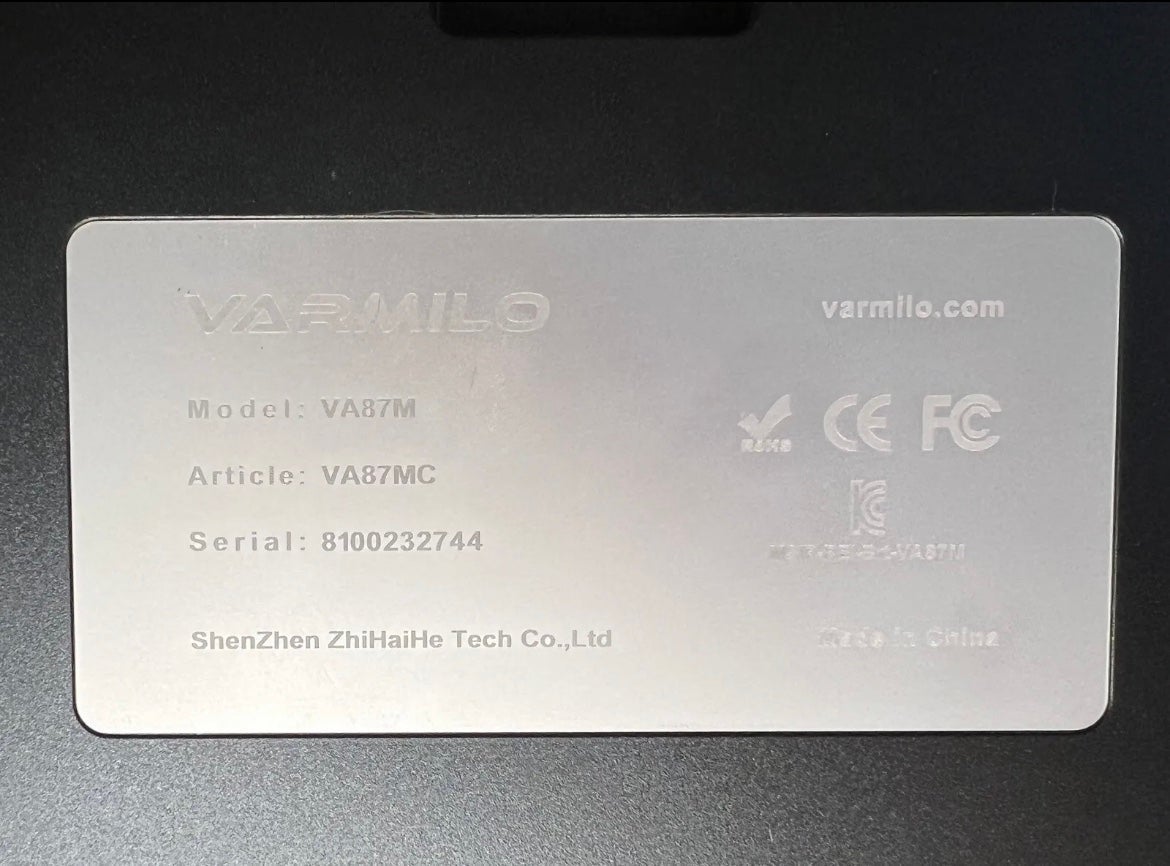 VARMILO
varmilo.com
Model: VA87M
Article: VA87MC
Serial: 8100232744
RoHS
CE
FC
KC
ShenZhen ZhiHaiHe Tech Co.,Ltd
Made in China